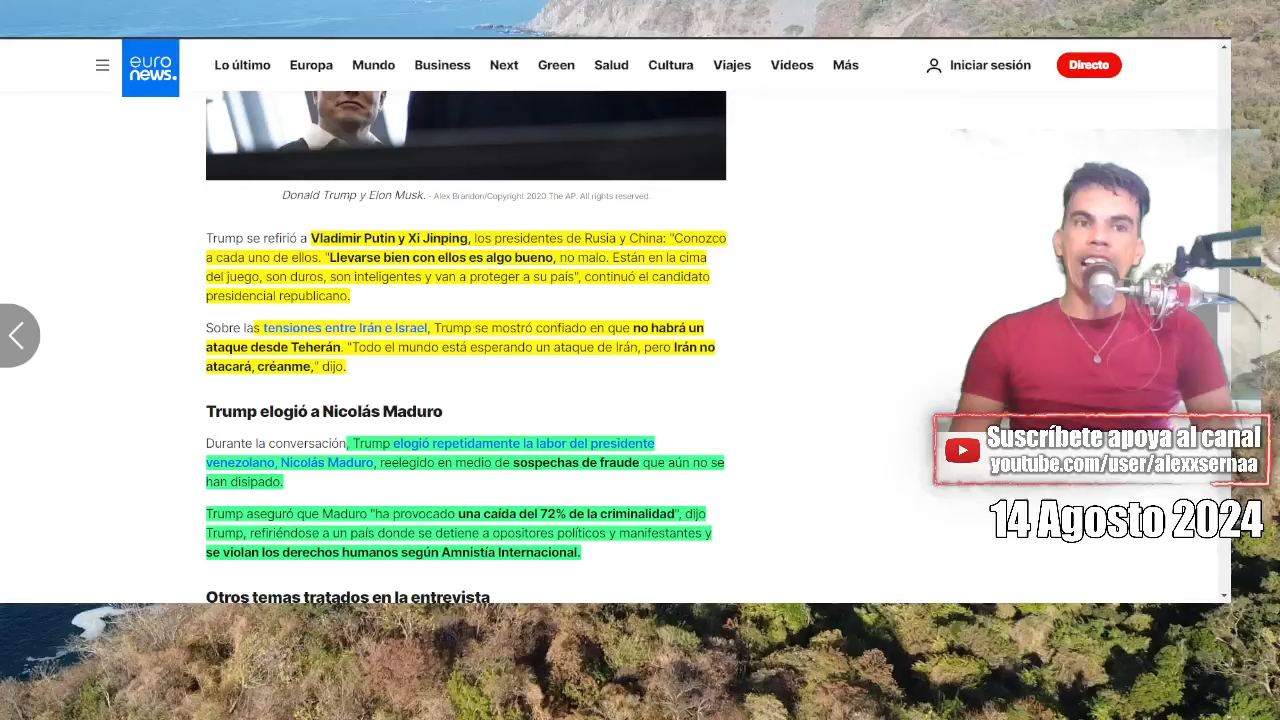 euro
news.
Lo último Europa Mundo Business Next Green Salud Cultura Viajes Videos Más Iniciar sesión Directo
Donald Trump y Elon Musk. - Alex Brandon/Copyright 2020 The AP. All rights reserved.
Trump se refirió a Vladimir Putin y Xi Jinping, los presidentes de Rusia y China: "Conozco
a cada uno de ellos. "Llevarse bien con ellos es algo bueno, no malo. Están en la cima
del juego, son duros, son inteligentes y van a proteger a su país", continuó el candidato
presidencial republicano.
Sobre las tensiones entre Irán e Israel, Trump se mostró confiado en que no habrá un
ataque desde Teherán. "Todo el mundo está esperando un ataque de Irán, pero Irán no
atacará, créanme," dijo.
Trump elogió a Nicolás Maduro
Durante la conversación, Trump elogió repetidamente la labor del presidente
venezolano, Nicolás Maduro, reelegido en medio de sospechas de fraude que aún no se
han disipado.
Trump aseguró que Maduro "ha provocado una caída del 72% de la criminalidad", dijo
Trump, refiriéndose a un país donde se detiene a opositores políticos y manifestantes y
se violan los derechos humanos según Amnistía Internacional.
Otros temas tratados en la entrevista
Suscríbete apoya al canal
youtube.com/user/alexxsernaa
14 Agosto 2024